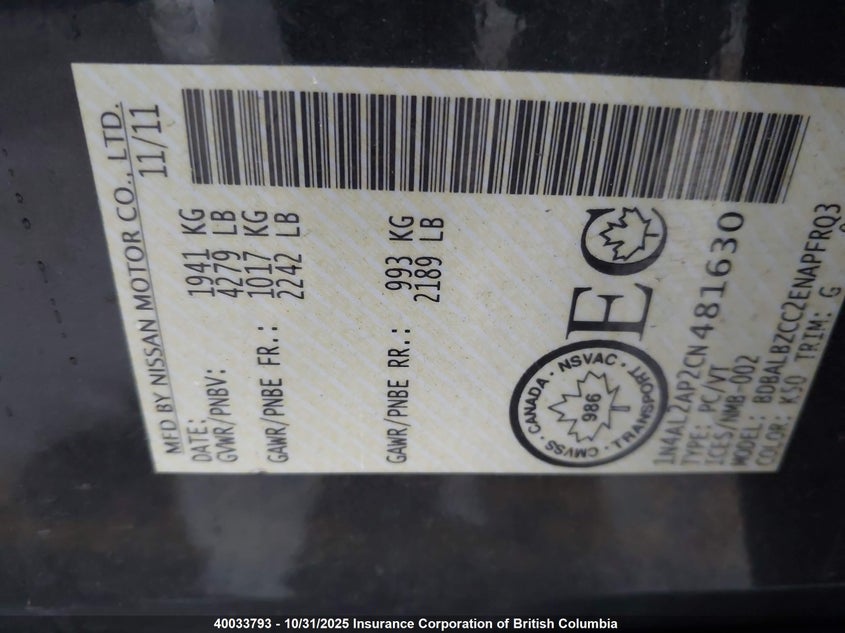 MFD BY NISSAN MOTOR CO., LTD.
DATE: 11/11
GVWR/PNBV: 1941 KG
4279 LB
GAWR/PNBE FR.: 1017 KG
2242 LB
GAWR/PNBE RR.: 993 KG
2189 LB
CANADA · NSVAC · TRANSPORT · CMVSS ·
986
EC
1N4AL2AP2CN481630
TYPE: PC/VT
ICES/NMB-002
MODEL: BDBALBZCC2ENAPFRQ3
COLOR: K50 TRIM: G
40033793 - 10/31/2025 Insurance Corporation of British Columbia